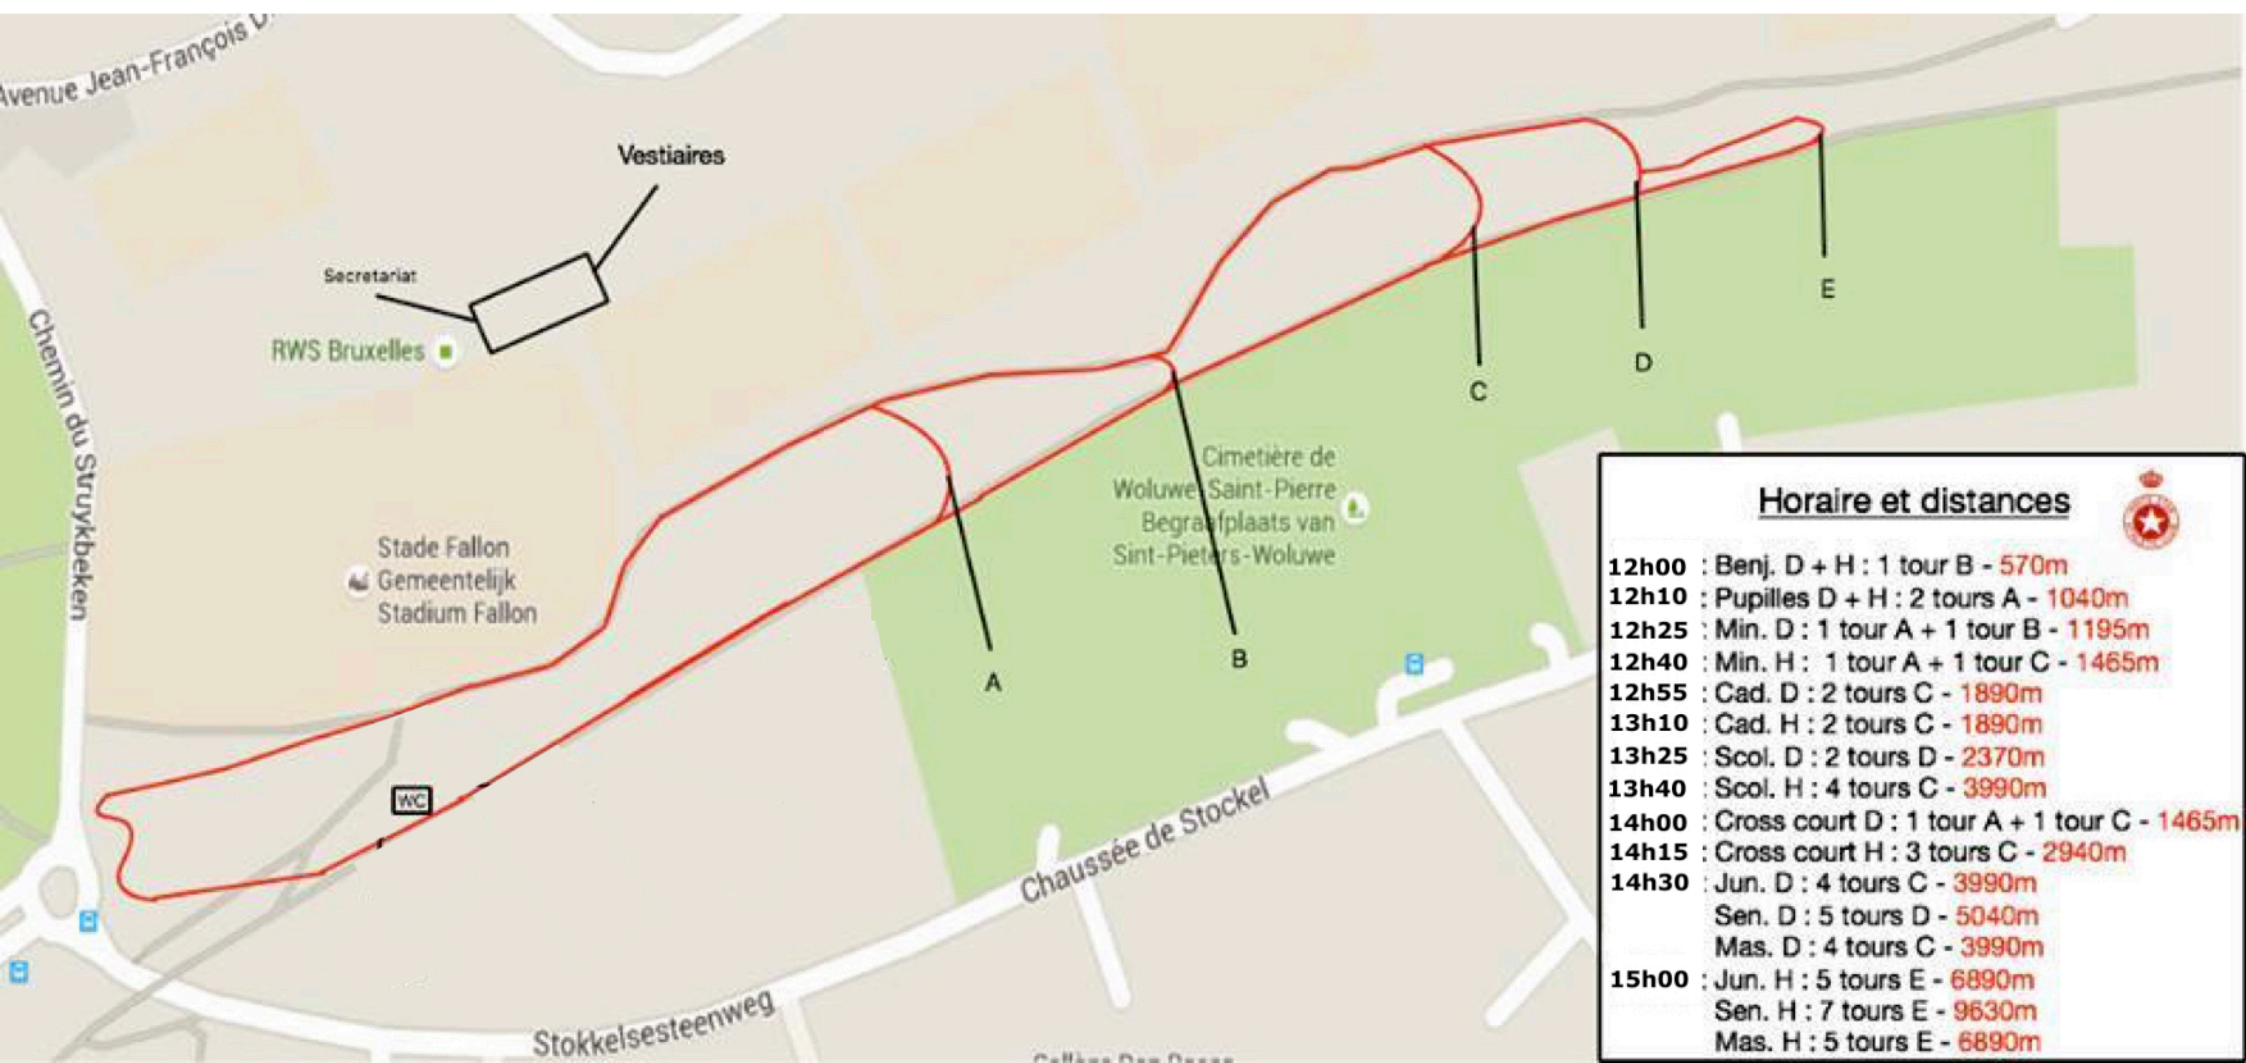 Avenue Jean-François D
Vestiaires
Secretariat
RWS Bruxelles
Chemin du Struykbeken
Stade Fallon
Gemeentelijk
Stadium Fallon
WC
A
B
C
D
E
Cimetière de
Woluwe-Saint-Pierre
Begraafplaats van
Sint-Pieters-Woluwe
Chaussée de Stockel
Stokkelsesteenweg
Horaire et distances
12h00 : Benj. D + H : 1 tour B - 570m
12h10 : Pupilles D + H : 2 tours A - 1040m
12h25 : Min. D : 1 tour A + 1 tour B - 1195m
12h40 : Min. H : 1 tour A + 1 tour C - 1465m
12h55 : Cad. D : 2 tours C - 1890m
13h10 : Cad. H : 2 tours C - 1890m
13h25 : Scol. D : 2 tours D - 2370m
13h40 : Scol. H : 4 tours C - 3990m
14h00 : Cross court D : 1 tour A + 1 tour C - 1465m
14h15 : Cross court H : 3 tours C - 2940m
14h30 : Jun. D : 4 tours C - 3990m
Sen. D : 5 tours D - 5040m
Mas. D : 4 tours C - 3990m
15h00 : Jun. H : 5 tours E - 6890m
Sen. H : 7 tours E - 9630m
Mas. H : 5 tours E - 6890m